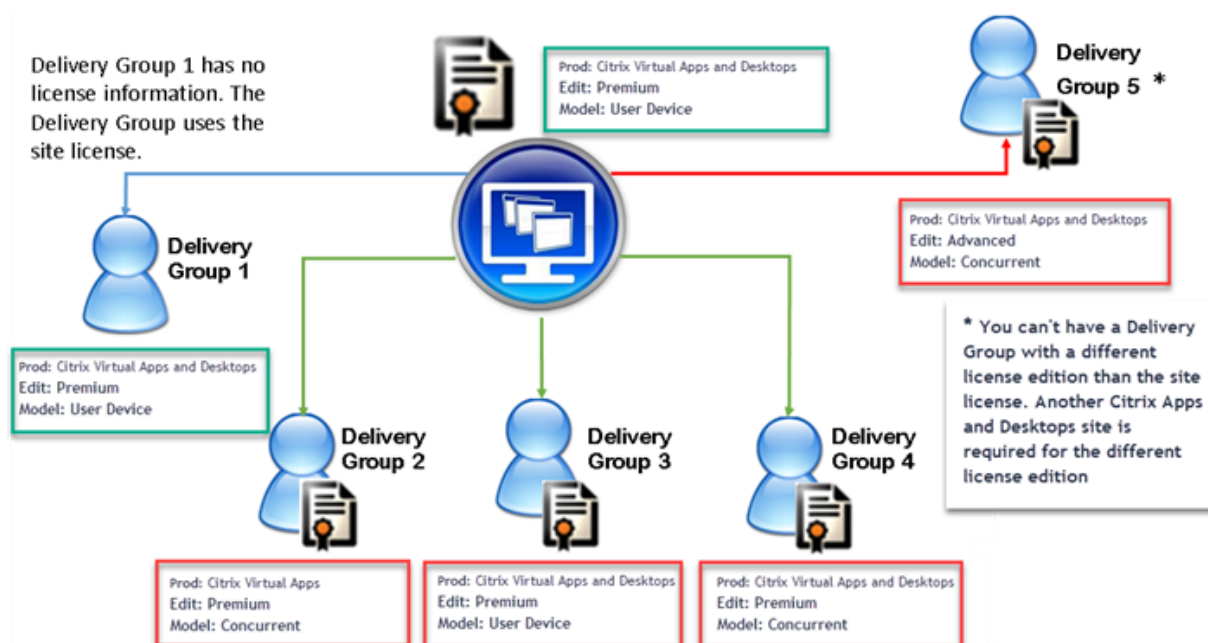 Delivery Group 1 has no
license information. The
Delivery Group uses the
site license.
Prod: Citrix Virtual Apps and Desktops
Edit: Premium
Model: User Device
Delivery
Group 5 *
Delivery
Group 1
Prod: Citrix Virtual Apps and Desktops
Edit: Advanced
Model: Concurrent
* You can't have a Delivery
Group with a different
license edition than the site
license. Another Citrix Apps
and Desktops site is
required for the different
license edition
Prod: Citrix Virtual Apps and Desktops
Edit: Premium
Model: User Device
Delivery
Group 2
Delivery
Group 3
Delivery
Group 4
Prod: Citrix Virtual Apps
Edit: Premium
Model: Concurrent
Prod: Citrix Virtual Apps and Desktops
Edit: Premium
Model: User Device
Prod: Citrix Virtual Apps and Desktops
Edit: Premium
Model: Concurrent